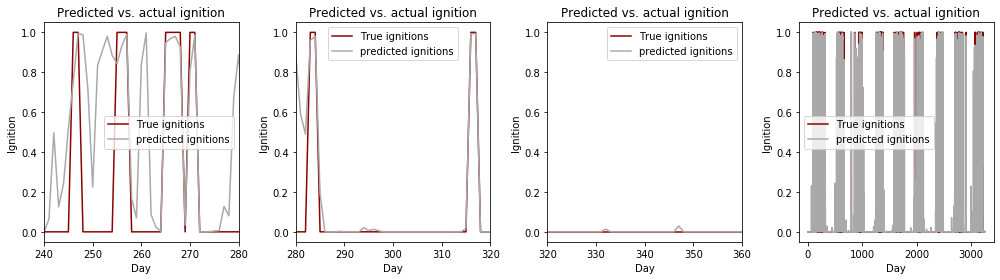 Predicted vs. actual ignition
Ignition
1.0
0.8
0.6
0.4
0.2
0.0
True ignitions
predicted ignitions
240 250 260 270 280
Day
Predicted vs. actual ignition
Ignition
1.0
0.8
0.6
0.4
0.2
0.0
True ignitions
predicted ignitions
280 290 300 310 320
Day
Predicted vs. actual ignition
Ignition
1.0
0.8
0.6
0.4
0.2
0.0
True ignitions
predicted ignitions
320 330 340 350 360
Day
Predicted vs. actual ignition
Ignition
1.0
0.8
0.6
0.4
0.2
0.0
True ignitions
predicted ignitions
0 1000 2000 3000
Day